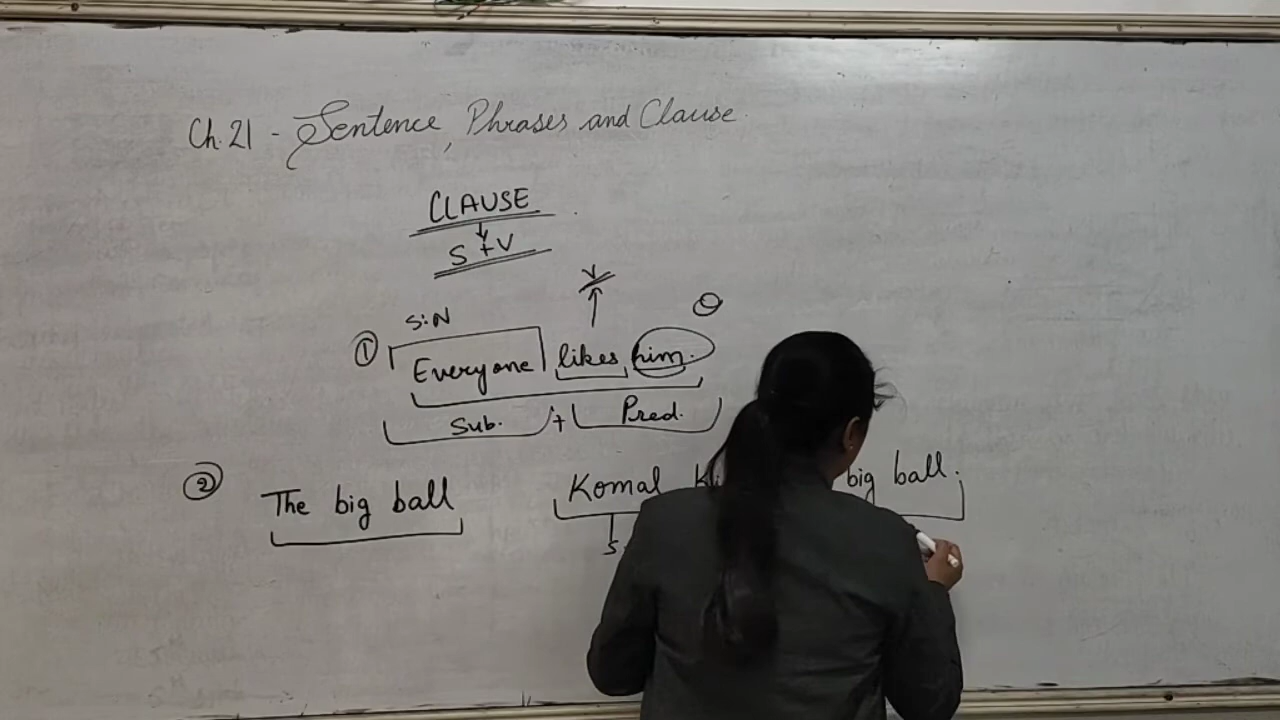 Ch.21 - Sentence, Phrases and Clause
CLAUSE
S + V
V
S:N O
① Everyone likes him.
Sub. + Pred.
② The big ball Komal big ball.
S